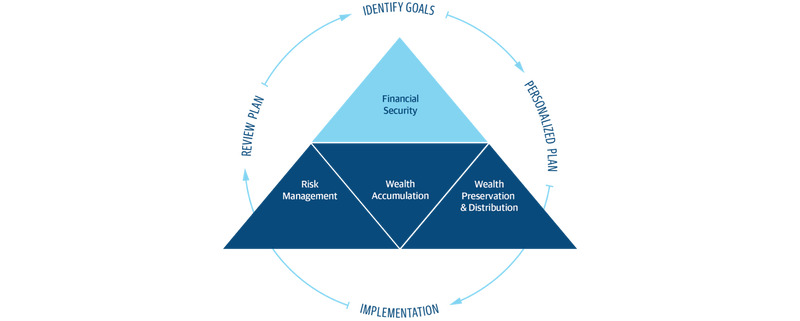 IDENTIFY GOALS
PERSONALIZED PLAN
REVIEW PLAN
Financial
Security
Risk
Management
Wealth
Accumulation
Wealth
Preservation
& Distribution
IMPLEMENTATION